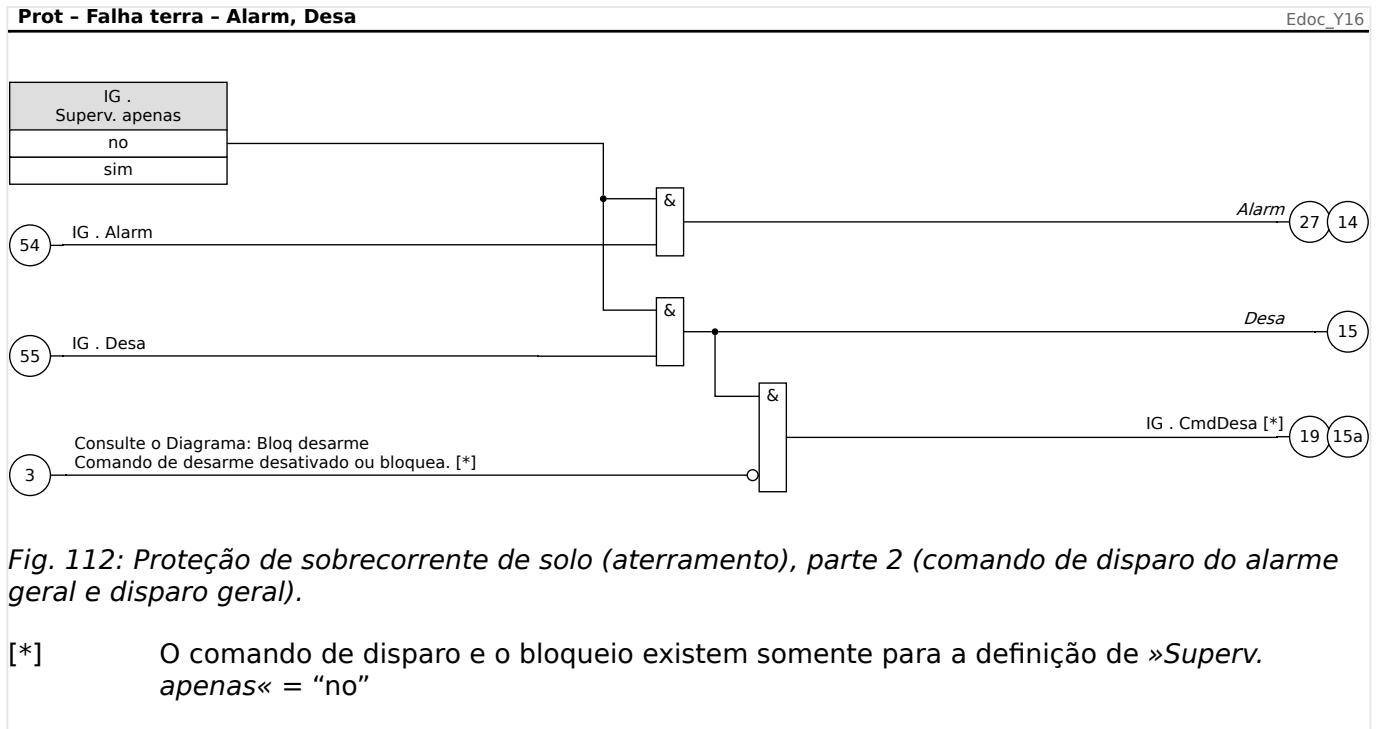 Prot – Falha terra – Alarm, Desa
Edoc_Y16
IG .
Superv. apenas
no
sim
&
Alarm
27
14
54
IG . Alarm
&
Desa
15
55
IG . Desa
&
IG . CmdDesa [*]
19
15a
Consulte o Diagrama: Bloq desarme
Comando de desarme desativado ou bloquea. [*]
3
Fig. 112: Proteção de sobrecorrente de solo (aterramento), parte 2 (comando de disparo do alarme
geral e disparo geral).
[*] O comando de disparo e o bloqueio existem somente para a definição de »Superv.
apenas« = “no”